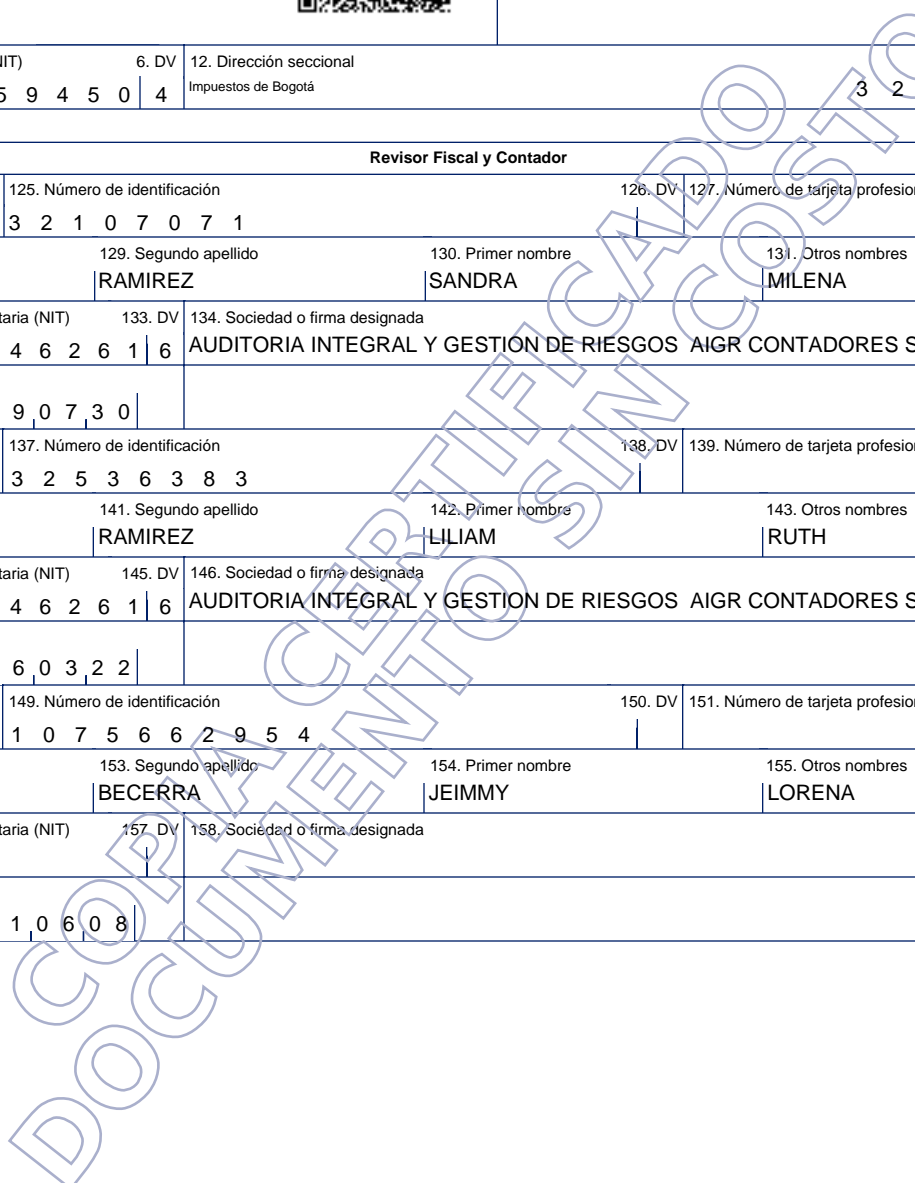 IT) 6. DV 12. Dirección seccional
5 9 4 5 0 4 Impuestos de Bogotá 3 2
Revisor Fiscal y Contador
125. Número de identificación 126. DV 127. Número de tarjeta profesion
3 2 1 0 7 0 7 1
129. Segundo apellido 130. Primer nombre 131. Otros nombres
RAMIREZ SANDRA MILENA
taria (NIT) 133. DV 134. Sociedad o firma designada
4 6 2 6 1 6 AUDITORIA INTEGRAL Y GESTION DE RIESGOS AIGR CONTADORES S
9 0 7 3 0
137. Número de identificación 138. DV 139. Número de tarjeta profesion
3 2 5 3 6 3 8 3
141. Segundo apellido 142. Primer nombre 143. Otros nombres
RAMIREZ LILIAM RUTH
taria (NIT) 145. DV 146. Sociedad o firma designada
4 6 2 6 1 6 AUDITORIA INTEGRAL Y GESTION DE RIESGOS AIGR CONTADORES S
6 0 3 2 2
149. Número de identificación 150. DV 151. Número de tarjeta profesion
1 0 7 5 6 6 2 9 5 4
153. Segundo apellido 154. Primer nombre 155. Otros nombres
BECERRA JEIMMY LORENA
taria (NIT) 157. DV 158. Sociedad o firma designada
1 0 6 0 8
COPIA CERTIFICADO
DOCUMENTO SIN COSTO